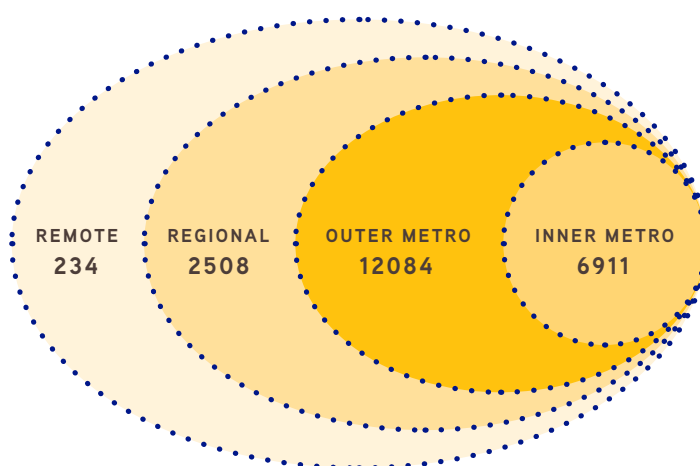 REMOTE
234
REGIONAL
2508
OUTER METRO
12084
INNER METRO
6911